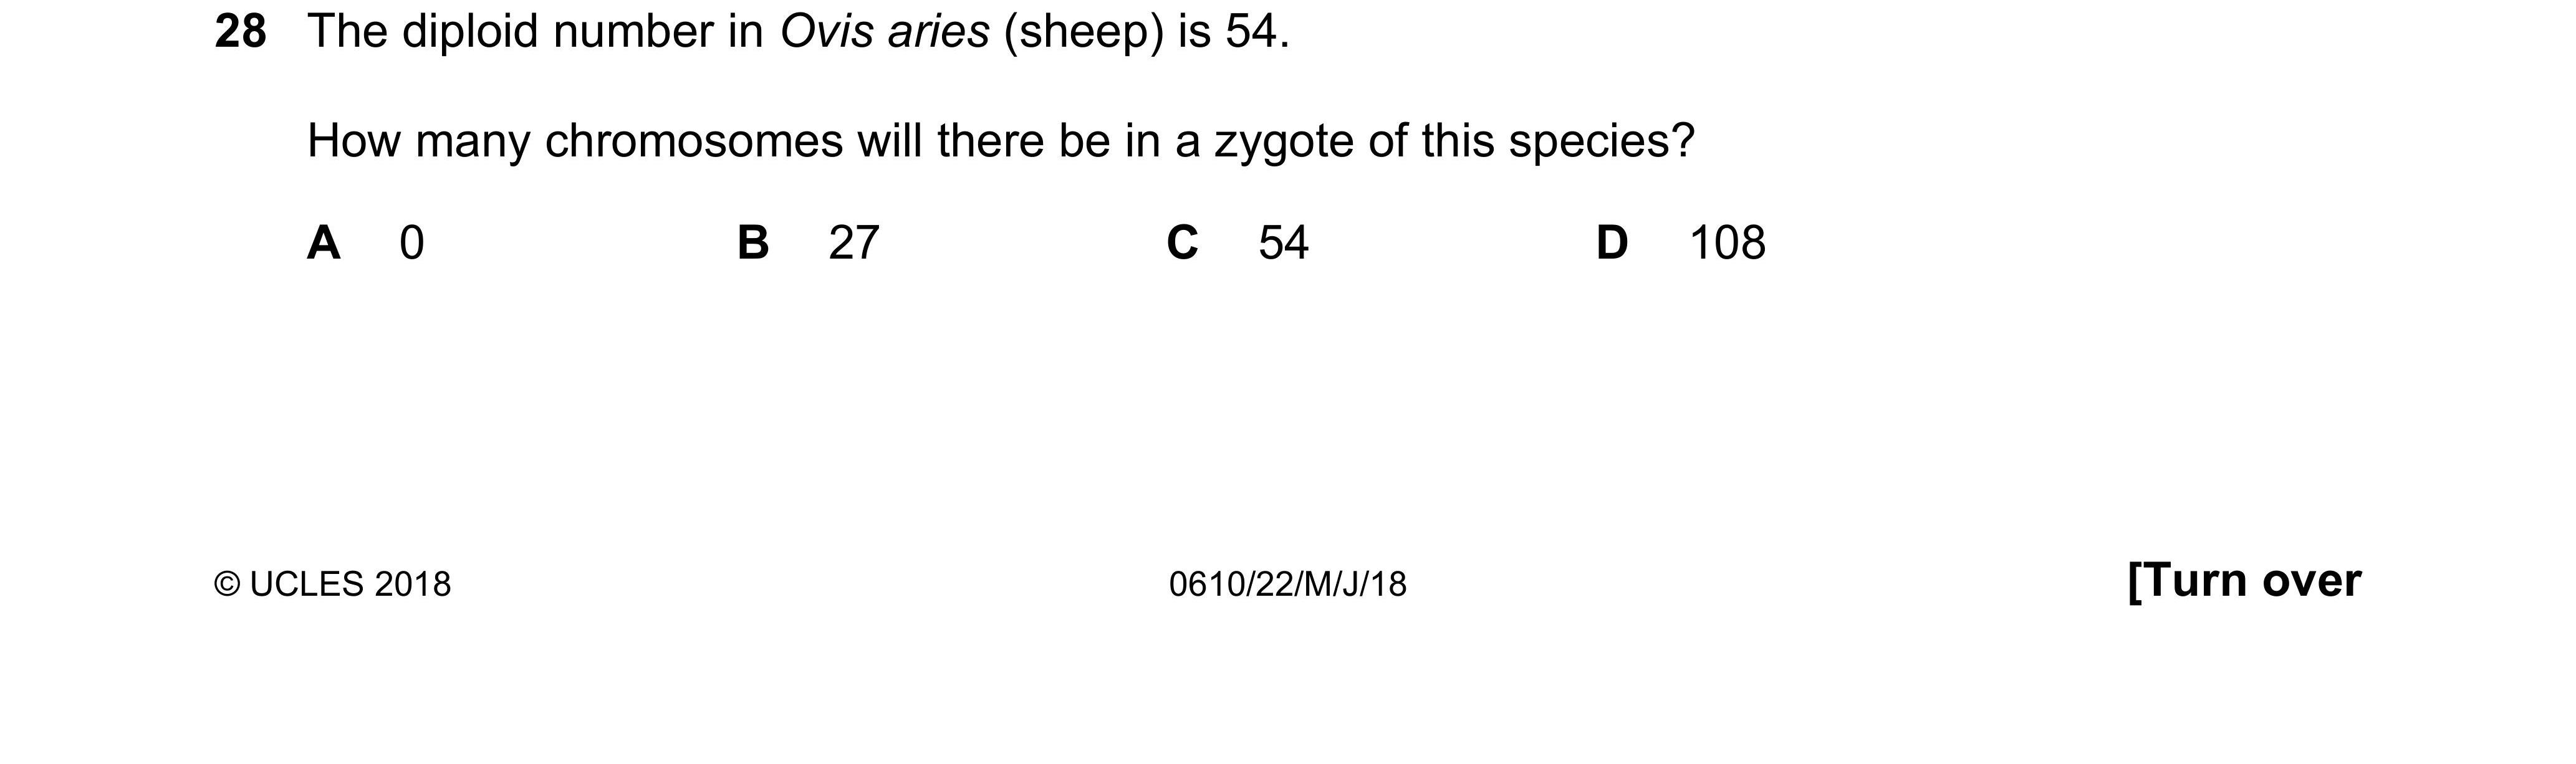 28 The diploid number in Ovis aries (sheep) is 54.
How many chromosomes will there be in a zygote of this species?
A 0 B 27 C 54 D 108
© UCLES 2018 0610/22/M/J/18 [Turn over